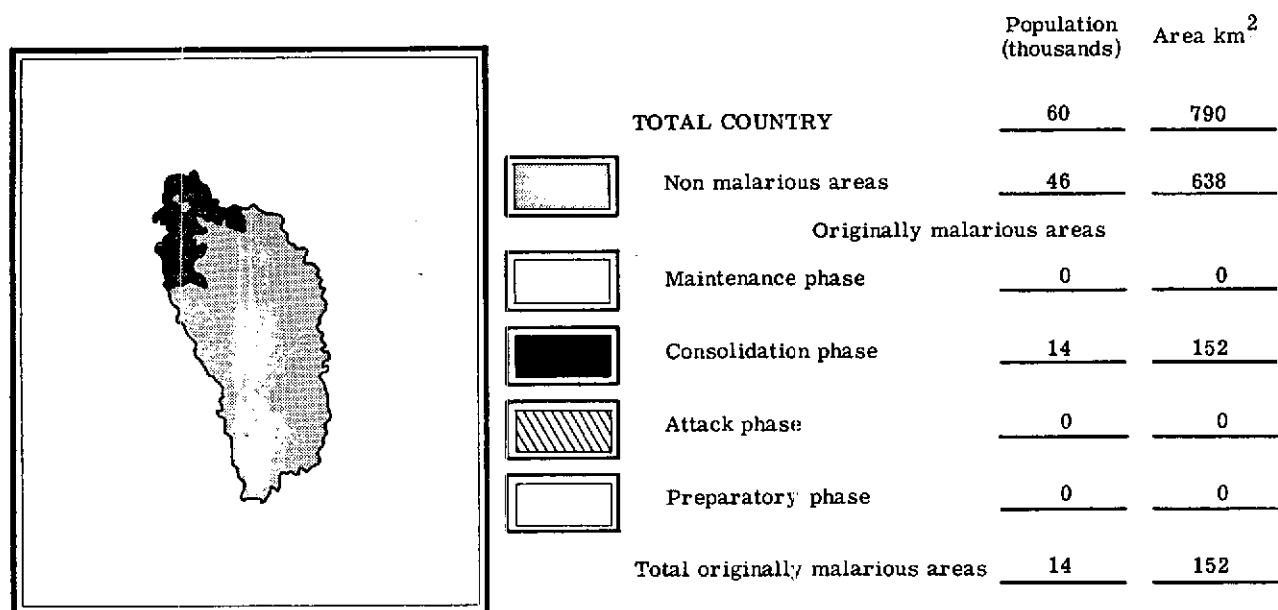 Population
(thousands) Area km²
TOTAL COUNTRY 60 790
Non malarious areas 46 638
Originally malarious areas
Maintenance phase 0 0
Consolidation phase 14 152
Attack phase 0 0
Preparatory phase 0 0
Total originally malarious areas 14 152